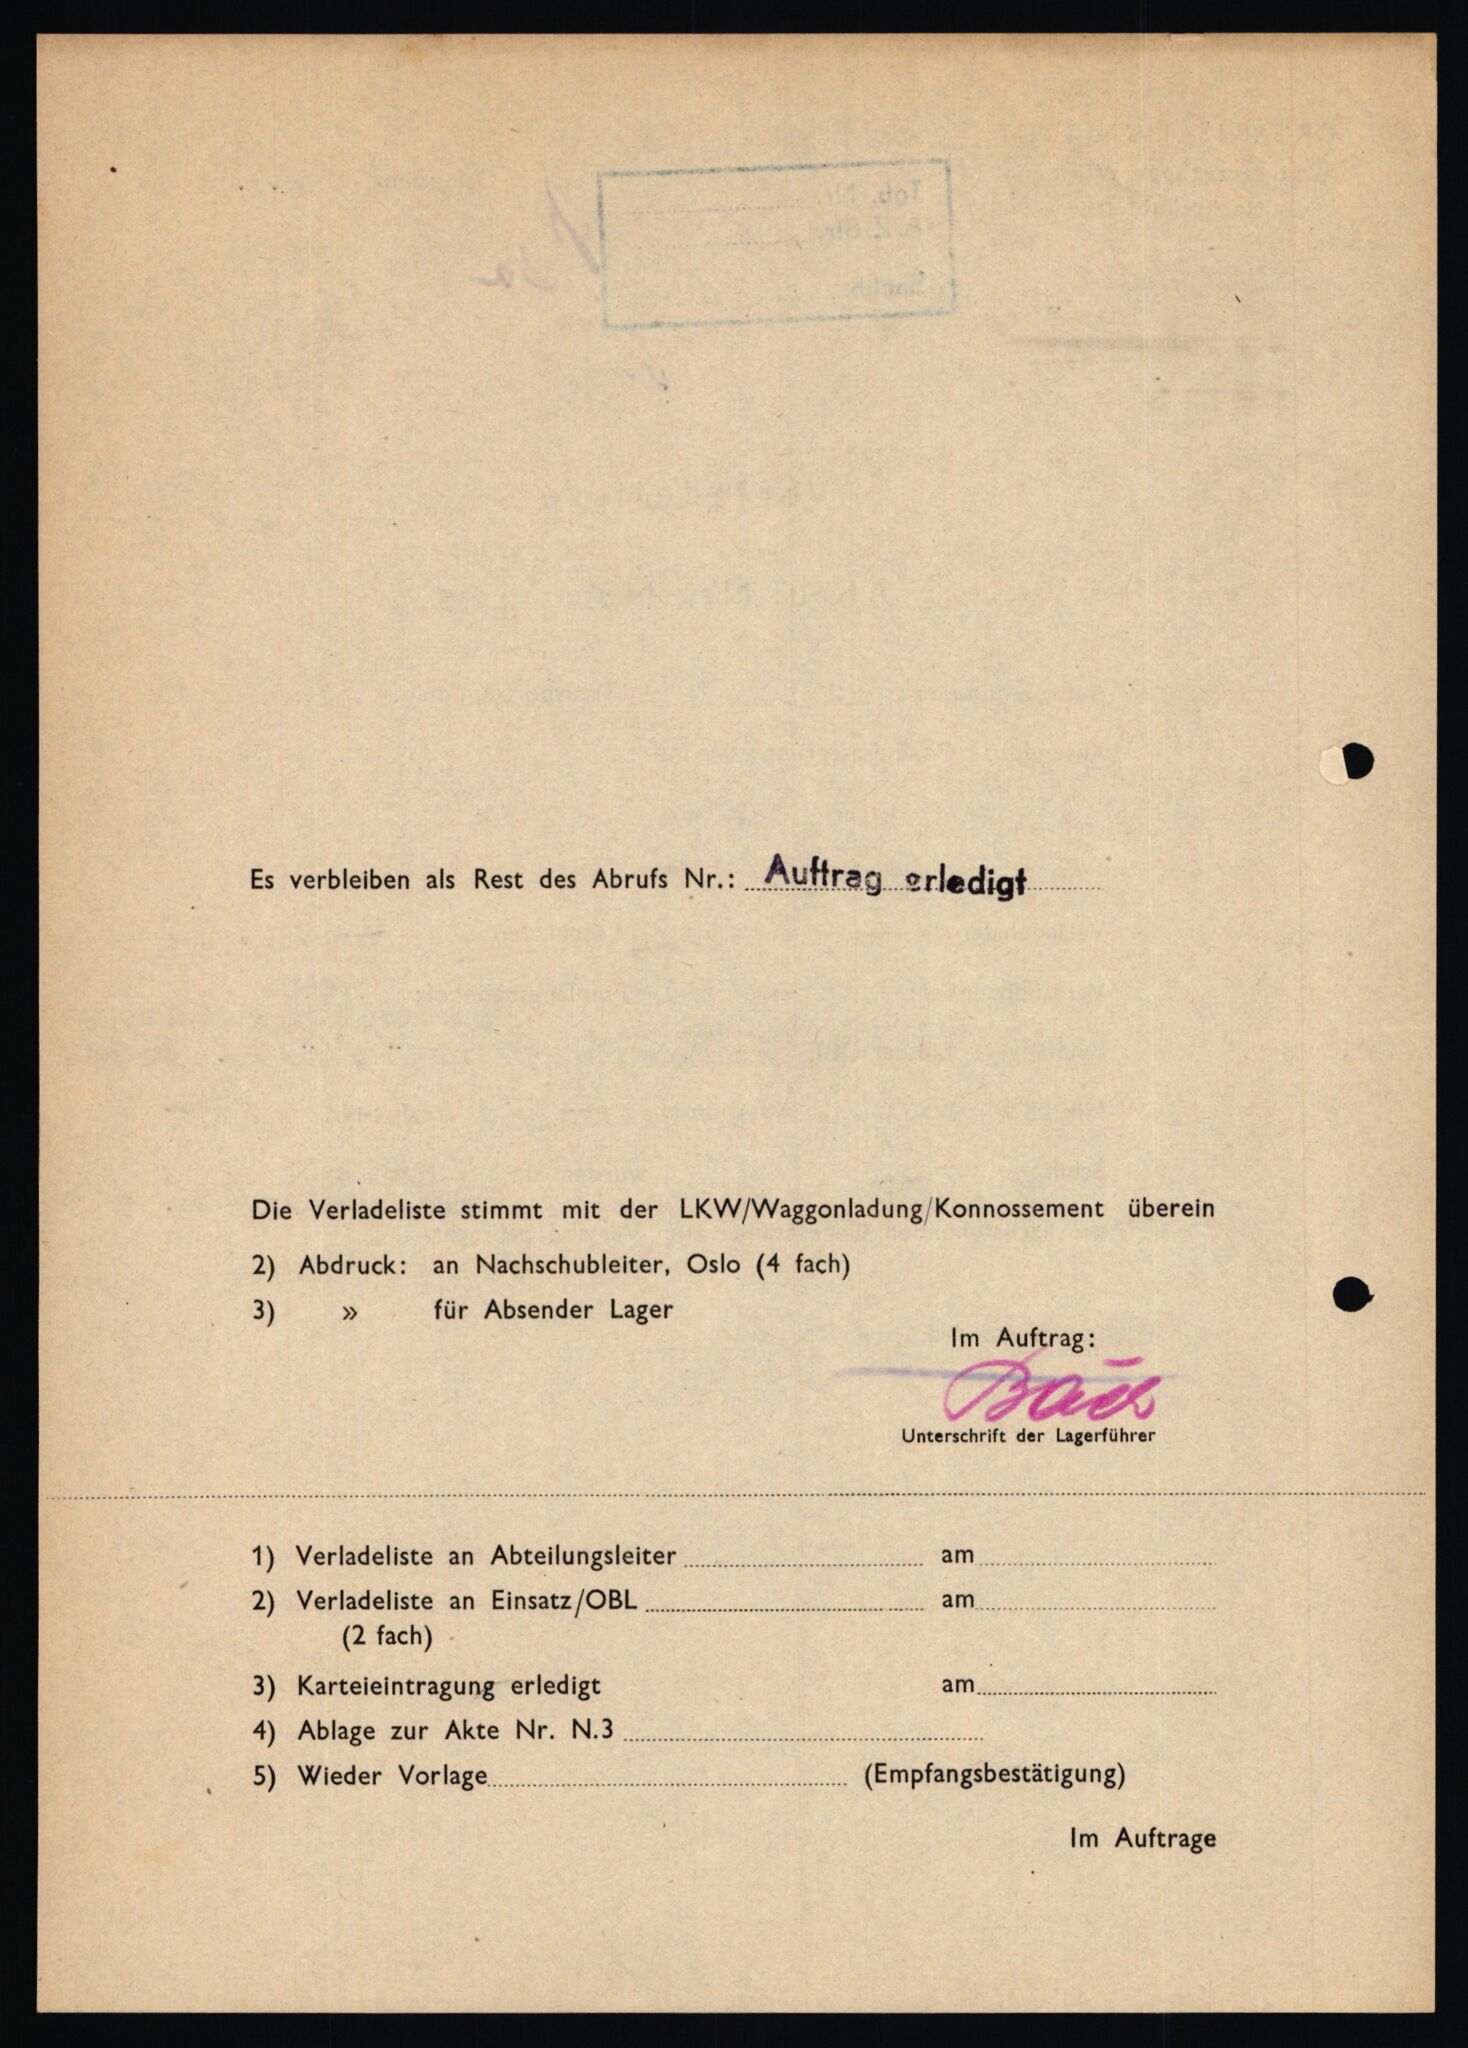 Es verbleiben als Rest des Abrufs Nr.: Auftrag erledigt
Die Verladeliste stimmt mit der LKW/Waggonladung/Konnossement überein
2) Abdruck: an Nachschubleiter, Oslo (4 fach)
3) » für Absender Lager
Im Auftrag:
Unterschrift der Lagerführer
1) Verladeliste an Abteilungsleiter am
2) Verladeliste an Einsatz/OBL am
(2 fach)
3) Karteieintragung erledigt am
4) Ablage zur Akte Nr. N.3
5) Wieder Vorlage (Empfangsbestätigung)
Im Auftrage